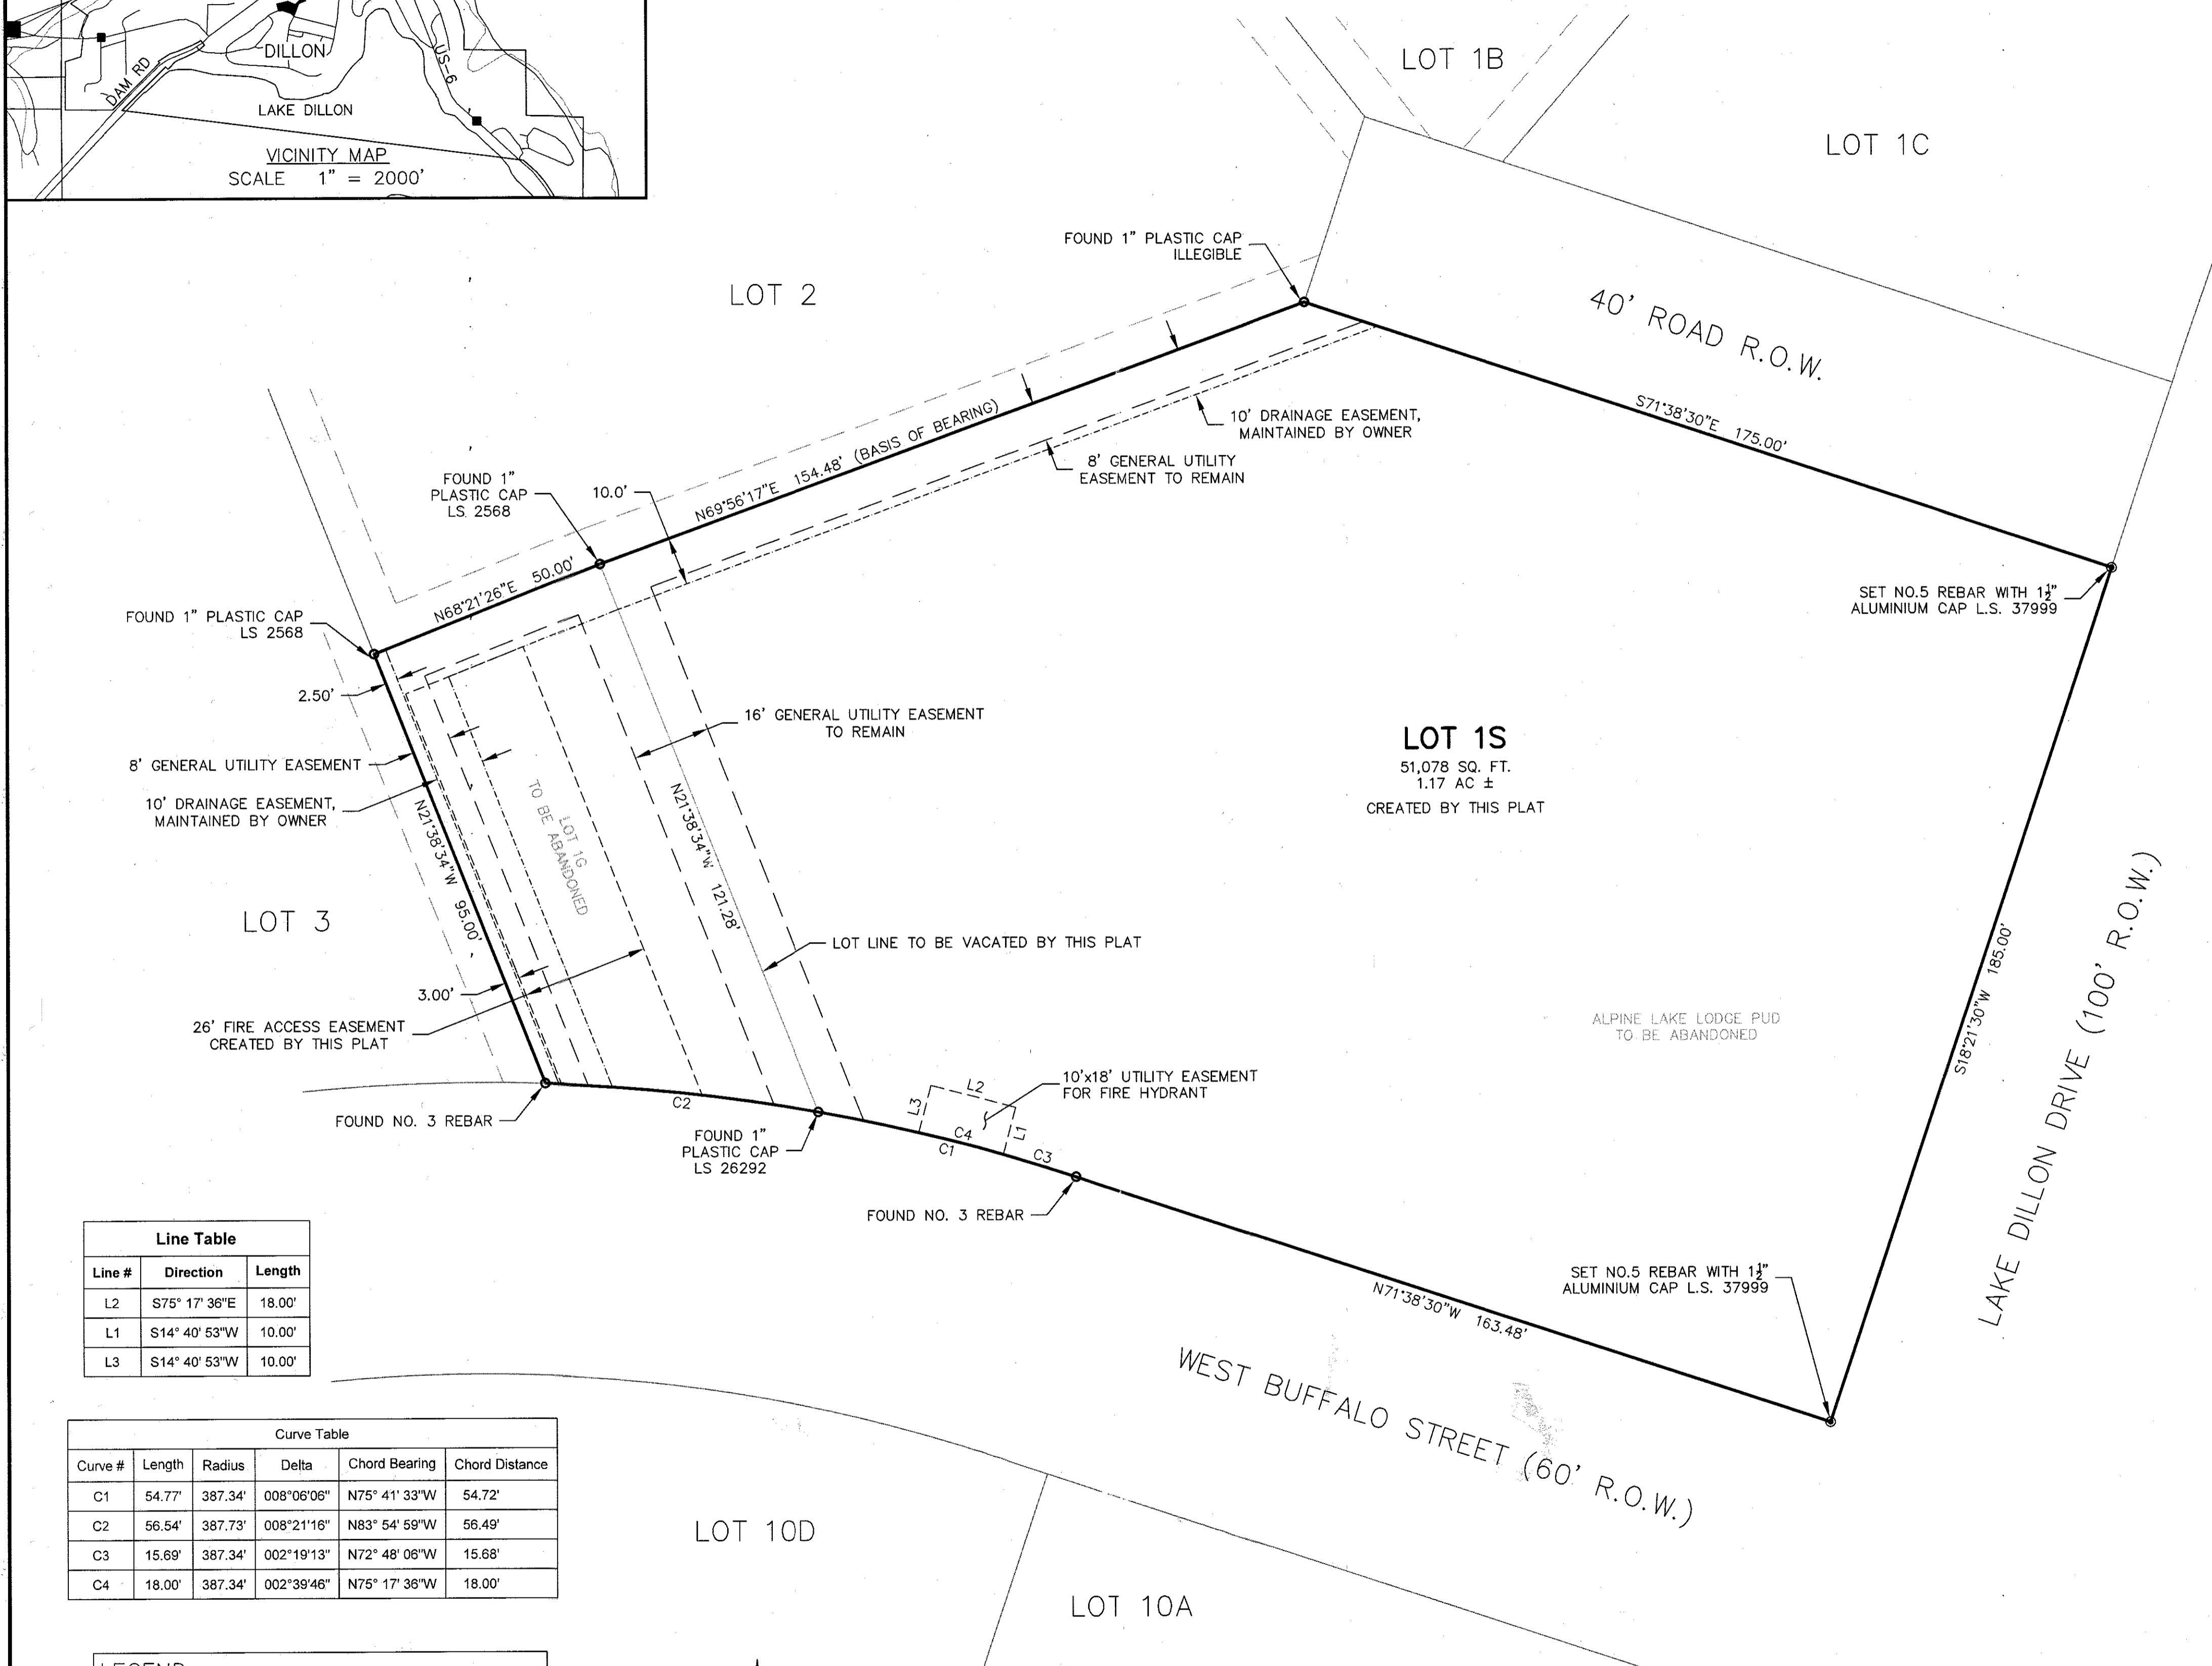 DILLON
DAM RD
US-6
LAKE DILLON
VICINITY MAP
SCALE 1" = 2000'
LOT 1B
LOT 1C
FOUND 1" PLASTIC CAP
ILLEGIBLE
LOT 2
40' ROAD R.O.W.
S71°38'30"E 175.00'
10' DRAINAGE EASEMENT,
MAINTAINED BY OWNER
8' GENERAL UTILITY
EASEMENT TO REMAIN
N69°56'17"E 154.48' (BASIS OF BEARING)
FOUND 1"
PLASTIC CAP
LS 2568
10.0'
N68°21'26"E 50.00'
FOUND 1" PLASTIC CAP
LS 2568
SET NO.5 REBAR WITH 1½"
ALUMINIUM CAP L.S. 37999
2.50'
16' GENERAL UTILITY EASEMENT
TO REMAIN
LOT 1S
51,078 SQ. FT.
1.17 AC ±
CREATED BY THIS PLAT
8' GENERAL UTILITY EASEMENT
10' DRAINAGE EASEMENT,
MAINTAINED BY OWNER
N21°38'34"W 95.00'
LOT 1G
TO BE ABANDONED
N21°38'34"W 121.28'
LOT 3
LOT LINE TO BE VACATED BY THIS PLAT
3.00'
26' FIRE ACCESS EASEMENT
CREATED BY THIS PLAT
ALPINE LAKE LODGE PUD
TO BE ABANDONED
S18°21'30"W 185.00'
LAKE DILLON DRIVE (100' R.O.W.)
10'x18' UTILITY EASEMENT
FOR FIRE HYDRANT
L2
L3
L1
C4
C1
C3
C2
FOUND NO. 3 REBAR
FOUND 1"
PLASTIC CAP
LS 26292
FOUND NO. 3 REBAR
SET NO.5 REBAR WITH 1½"
ALUMINIUM CAP L.S. 37999
N71°38'30"W 163.48'
WEST BUFFALO STREET (60' R.O.W.)
Line Table
Line # Direction Length
L2 S75° 17' 36"E 18.00'
L1 S14° 40' 53"W 10.00'
L3 S14° 40' 53"W 10.00'
Curve Table
Curve # Length Radius Delta Chord Bearing Chord Distance
C1 54.77' 387.34' 008°06'06" N75° 41' 33"W 54.72'
C2 56.54' 387.73' 008°21'16" N83° 54' 59"W 56.49'
C3 15.69' 387.34' 002°19'13" N72° 48' 06"W 15.68'
C4 18.00' 387.34' 002°39'46" N75° 17' 36"W 18.00'
LOT 10D
LOT 10A
LEGEND